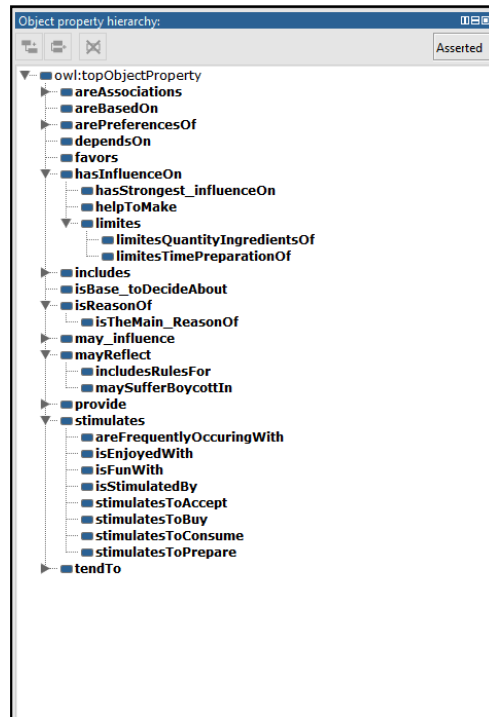 Object property hierarchy:
Asserted
owl:topObjectProperty
areAssociations
areBasedOn
arePreferencesOf
dependsOn
favors
hasInfluenceOn
hasStrongest_influenceOn
helpToMake
limites
limitesQuantityIngredientsOf
limitesTimePreparationOf
includes
isBase_toDecideAbout
isReasonOf
isTheMain_ReasonOf
may_influence
mayReflect
includesRulesFor
maySufferBoycottIn
provide
stimulates
areFrequentlyOccuringWith
isEnjoyedWith
isFunWith
isStimulatedBy
stimulatesToAccept
stimulatesToBuy
stimulatesToConsume
stimulatesToPrepare
tendTo